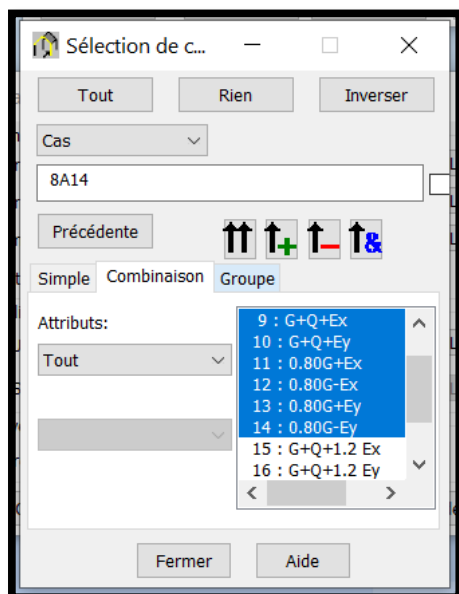 Sélection de c...
Tout Rien Inverser
Cas
8A14
Précédente
Simple Combinaison Groupe
Attributs:
Tout
9 : G+Q+Ex
10 : G+Q+Ey
11 : 0.80G+Ex
12 : 0.80G-Ex
13 : 0.80G+Ey
14 : 0.80G-Ey
15 : G+Q+1.2 Ex
16 : G+Q+1.2 Ey
Fermer Aide